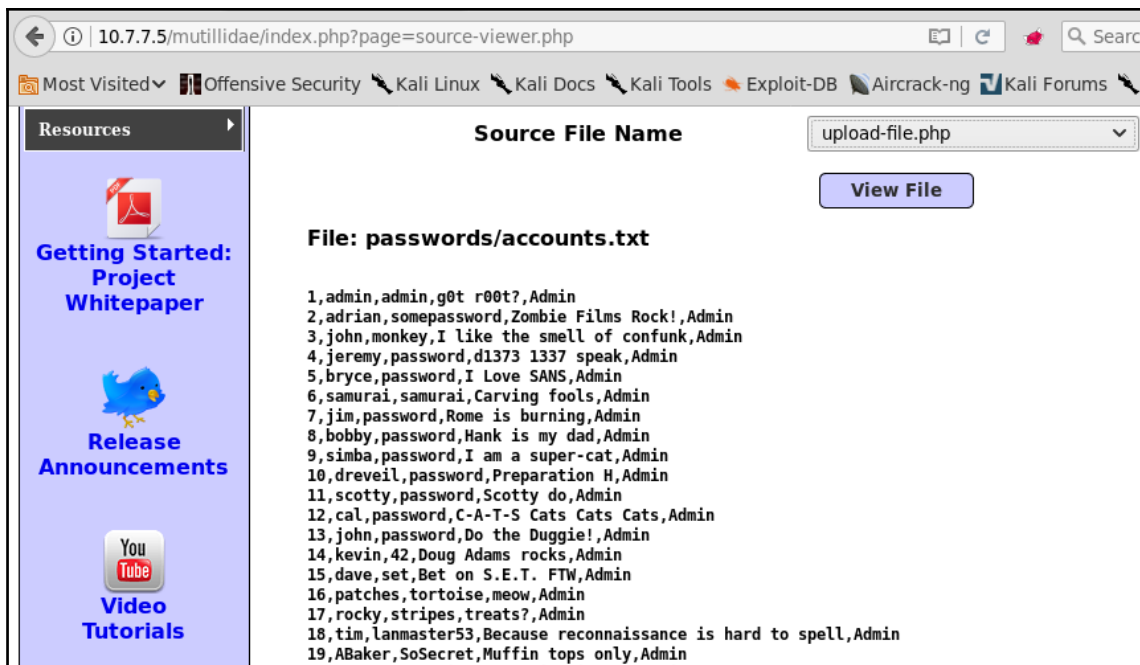 10.7.7.5/mutillidae/index.php?page=source-viewer.php
Searc
Most Visited Offensive Security Kali Linux Kali Docs Kali Tools Exploit-DB Aircrack-ng Kali Forums
Resources
PDF
Getting Started:
Project
Whitepaper
Release
Announcements
You
Tube
Video
Tutorials
Source File Name
upload-file.php
View File
File: passwords/accounts.txt
1,admin,admin,g0t r00t?,Admin
2,adrian,somepassword,Zombie Films Rock!,Admin
3,john,monkey,I like the smell of confunk,Admin
4,jeremy,password,d1373 1337 speak,Admin
5,bryce,password,I Love SANS,Admin
6,samurai,samurai,Carving fools,Admin
7,jim,password,Rome is burning,Admin
8,bobby,password,Hank is my dad,Admin
9,simba,password,I am a super-cat,Admin
10,dreveil,password,Preparation H,Admin
11,scotty,password,Scotty do,Admin
12,cal,password,C-A-T-S Cats Cats Cats,Admin
13,john,password,Do the Duggie!,Admin
14,kevin,42,Doug Adams rocks,Admin
15,dave,set,Bet on S.E.T. FTW,Admin
16,patches,tortoise,meow,Admin
17,rocky,stripes,treats?,Admin
18,tim,lanmaster53,Because reconnaissance is hard to spell,Admin
19,ABaker,SoSecret,Muffin tops only,Admin